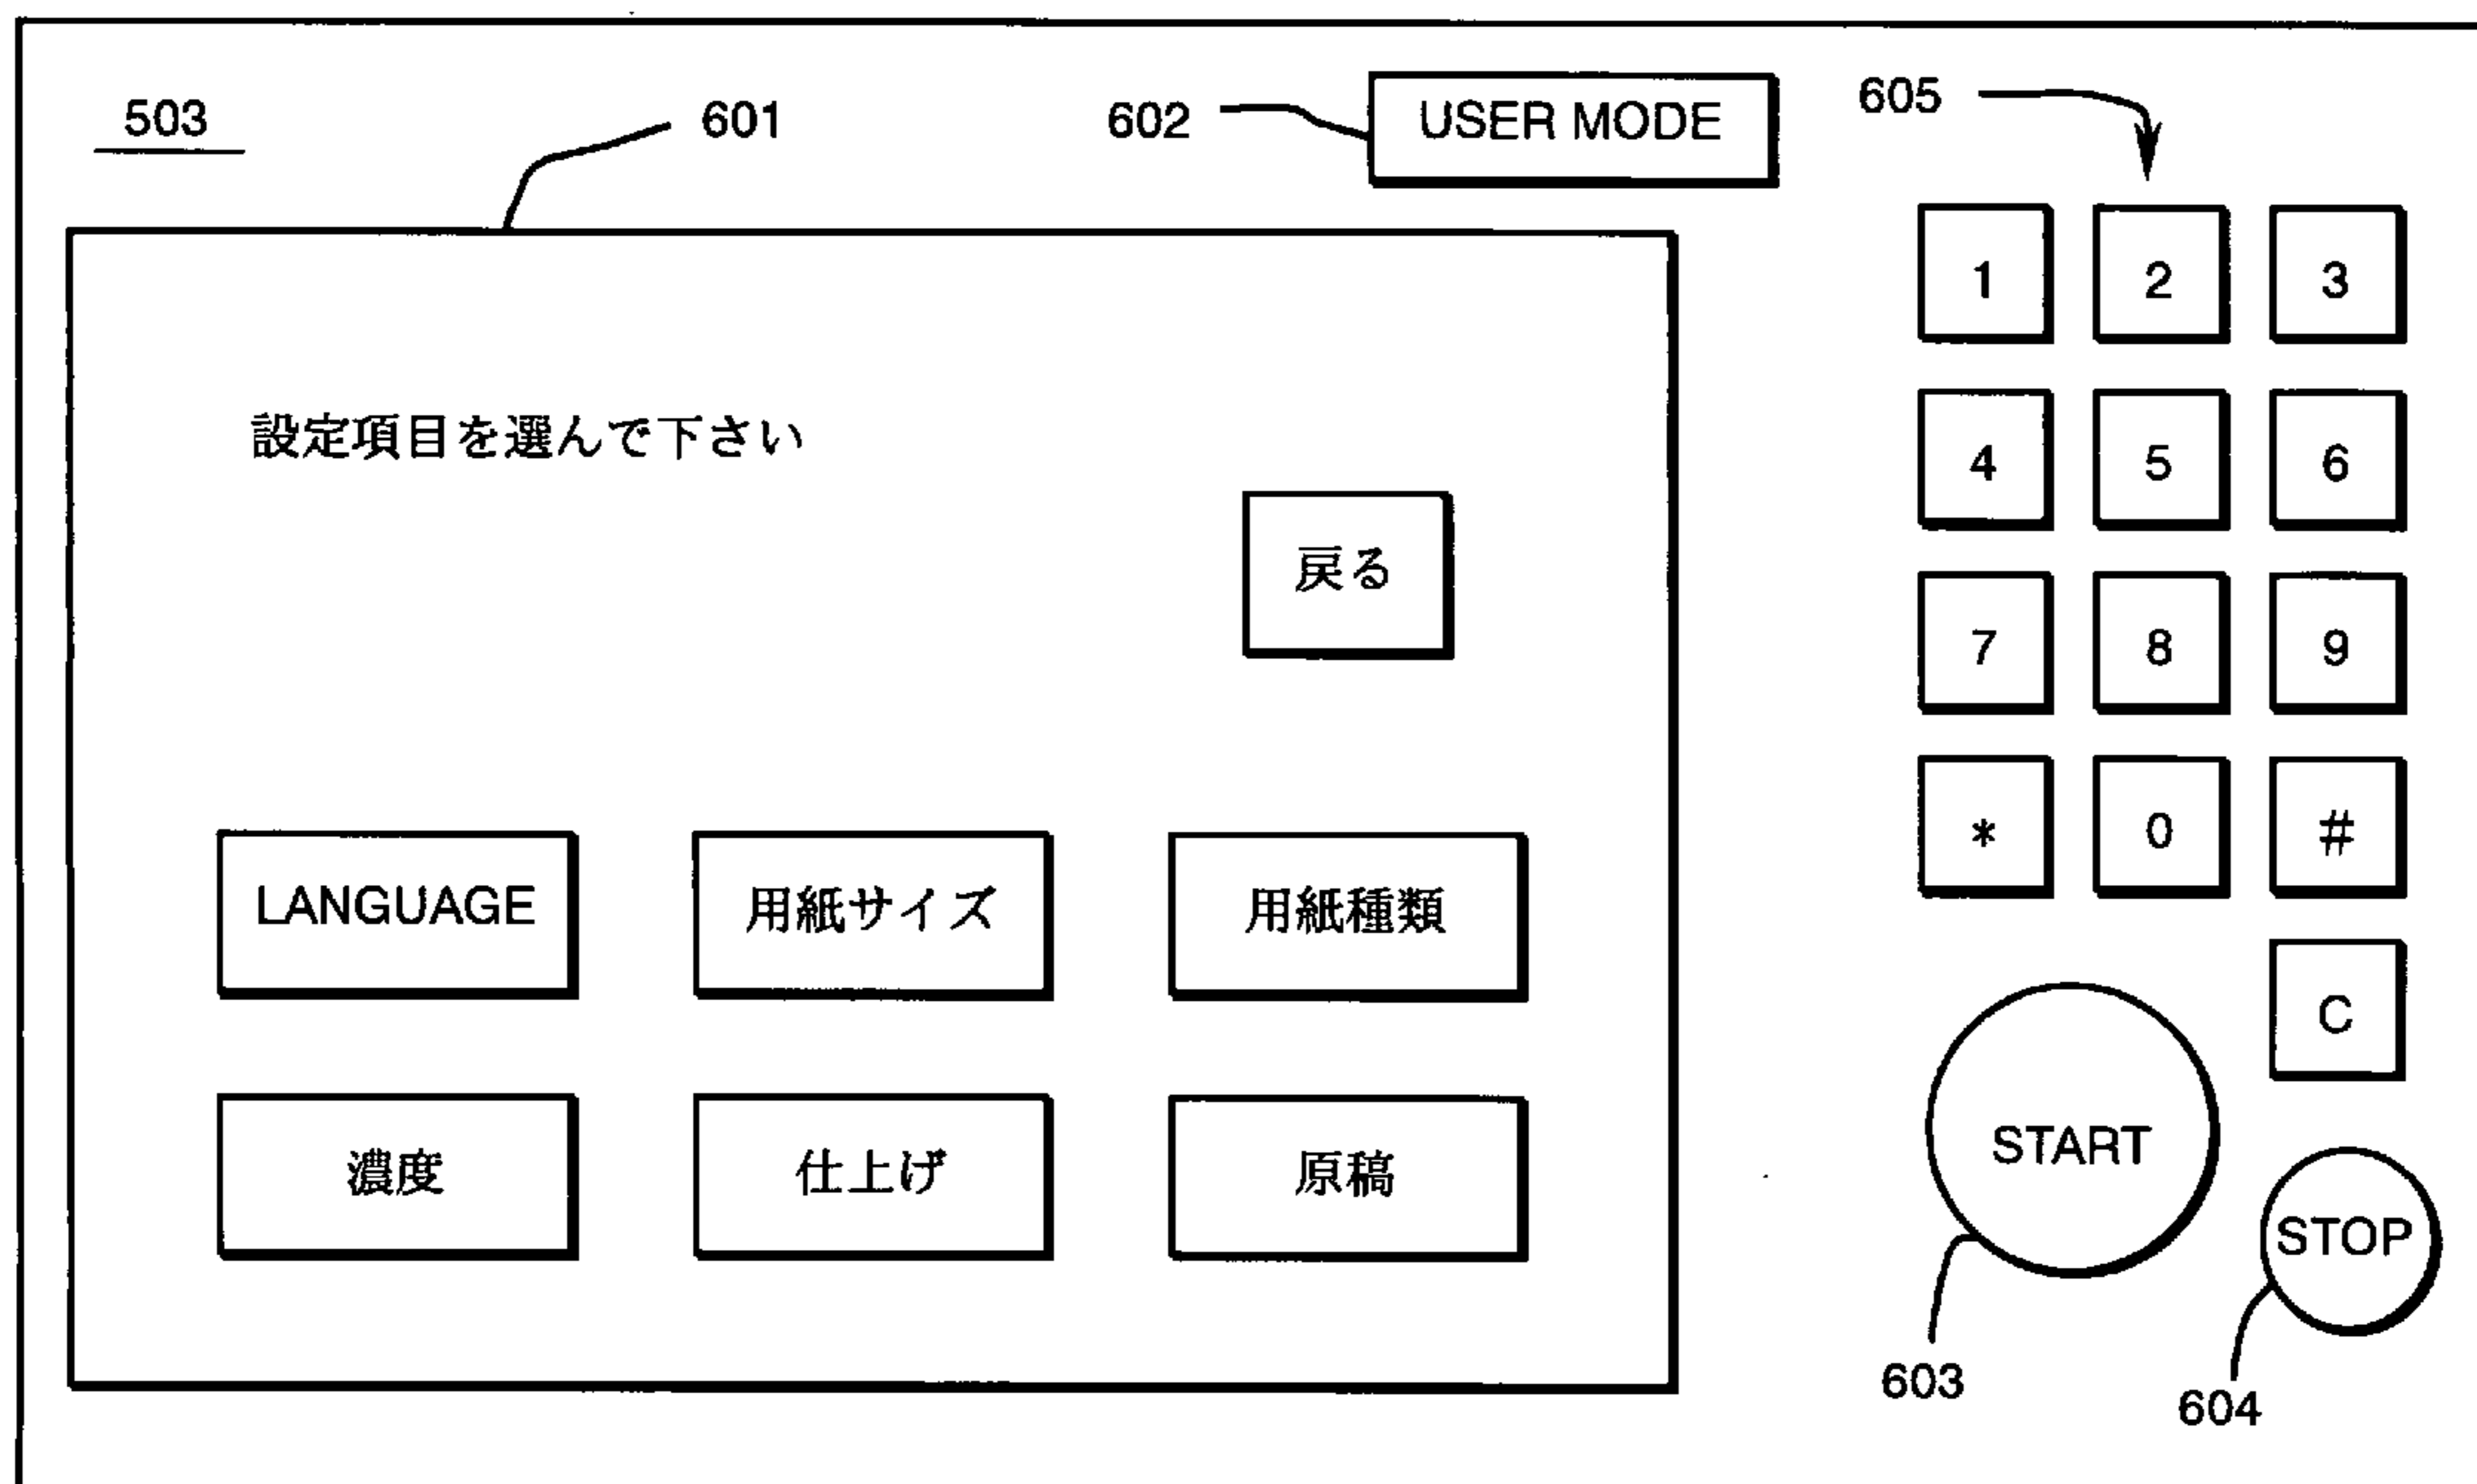 503
601
602
USER MODE
605
設定項目を選んで下さい
戻る
LANGUAGE
用紙サイズ
用紙種類
濃度
仕上げ
原稿
1 2 3
4 5 6
7 8 9
* 0 #
C
START
STOP
603
604